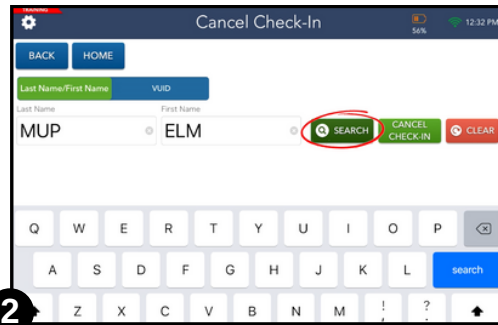 TRAINING
Cancel Check-In
56%
12:32 PM
BACK HOME
Last Name/First Name VUID
Last Name First Name
MUP ELM SEARCH CANCEL CHECK-IN CLEAR
Q W E R T Y U I O P
A S D F G H J K L search
Z X C V B N M ! , ? .
2